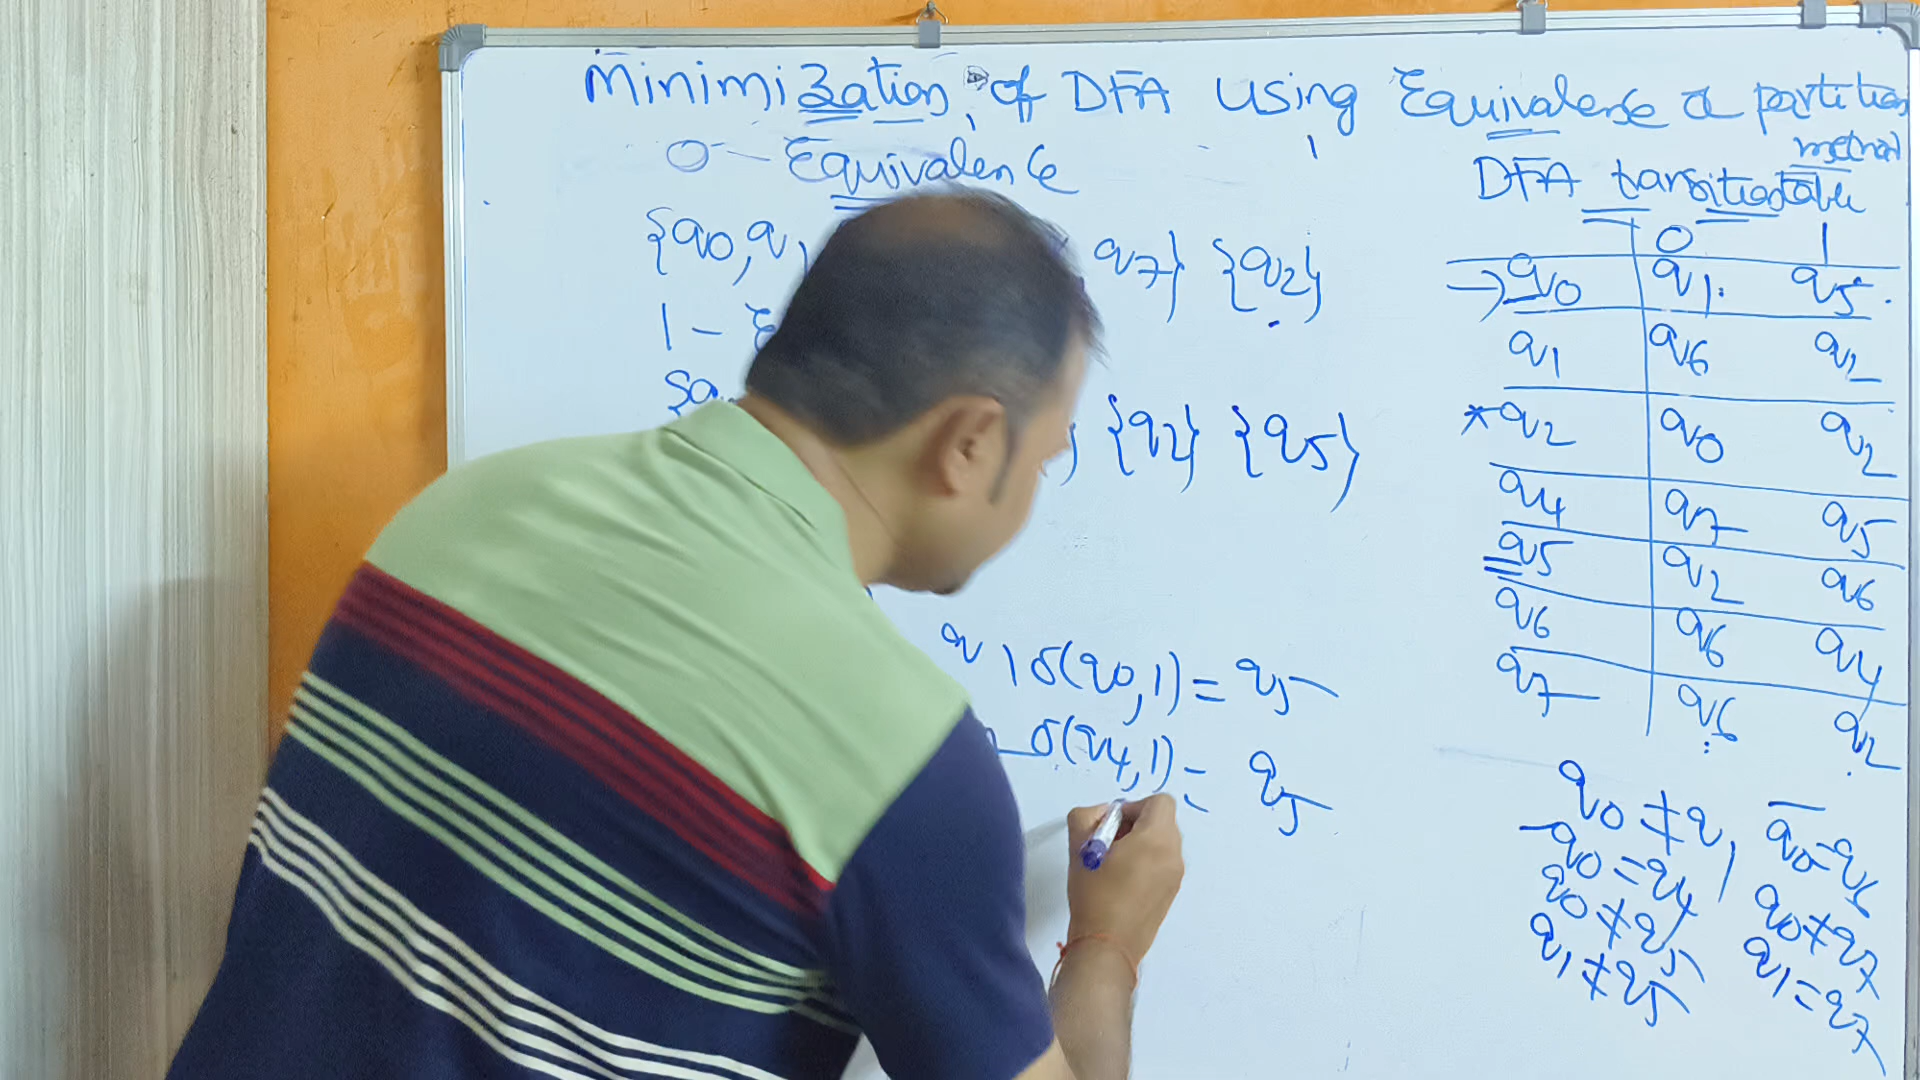 Minimization of DFA using Equivalence & partition
method
0 - Equivalence
{q0, q1 q7} {q2}
1 -
{q2} {q5}
δ(q0,1) = q5
δ(q4,1) = q5
DFA transition table
0 1
→q0 q1 q5
q1 q6 q2
*q2 q0 q2
q4 q7 q5
q5 q2 q6
q6 q6 q4
q7 q6 q2
q0 ≠ q1 q0=q6
q0 = q4 q0≠q7
q0 ≠ q5 q1=q7
q1 ≠ q5